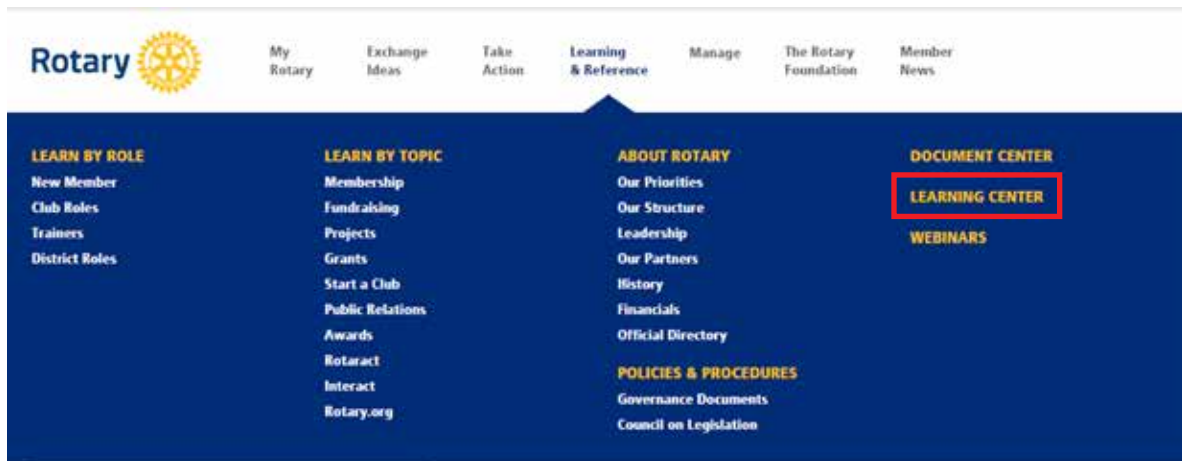 Rotary
My Rotary
Exchange Ideas
Take Action
Learning & Reference
Manage
The Rotary Foundation
Member News
LEARN BY ROLE
New Member
Club Roles
Trainers
District Roles
LEARN BY TOPIC
Membership
Fundraising
Projects
Grants
Start a Club
Public Relations
Awards
Rotaract
Interact
Rotary.org
ABOUT ROTARY
Our Priorities
Our Structure
Leadership
Our Partners
History
Financials
Official Directory
POLICIES & PROCEDURES
Governance Documents
Council on Legislation
DOCUMENT CENTER
LEARNING CENTER
WEBINARS